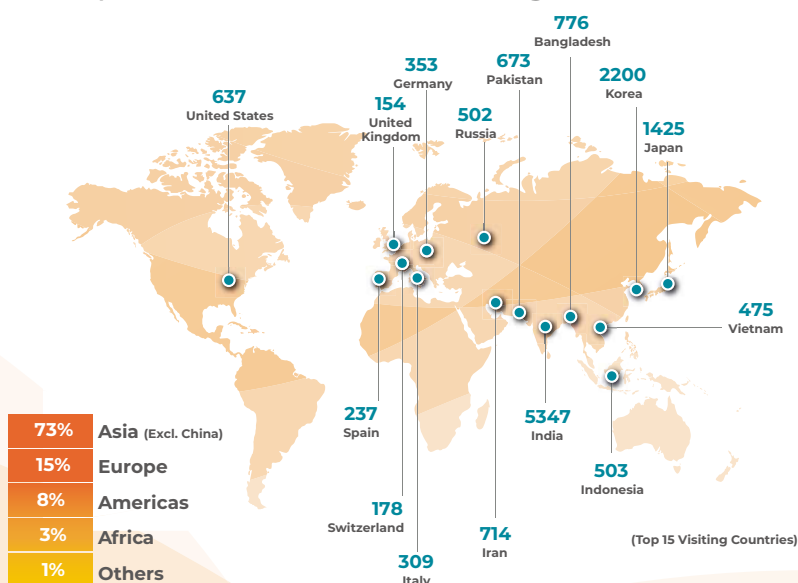 776
Bangladesh
353
Germany
673
Pakistan
2200
Korea
637
United States
154
United
Kingdom
502
Russia
1425
Japan
475
Vietnam
237
Spain
5347
India
503
Indonesia
178
Switzerland
714
Iran
309
Italy
(Top 15 Visiting Countries)
73% Asia (Excl. China)
15% Europe
8% Americas
3% Africa
1% Others